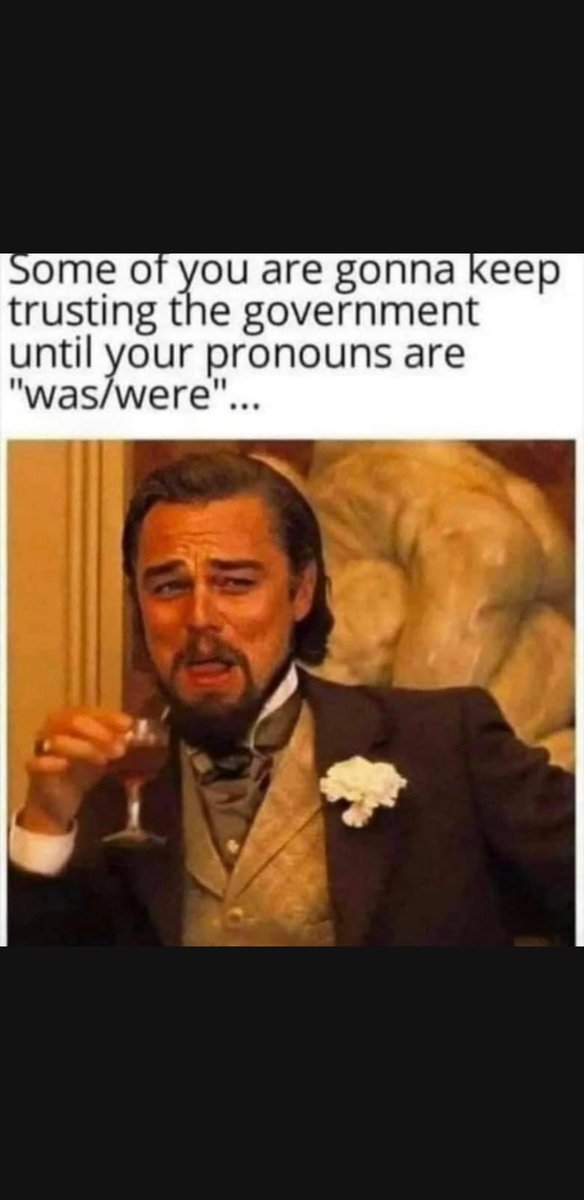 Some of you are gonna keep
trusting the government
until your pronouns are
"was/were"...